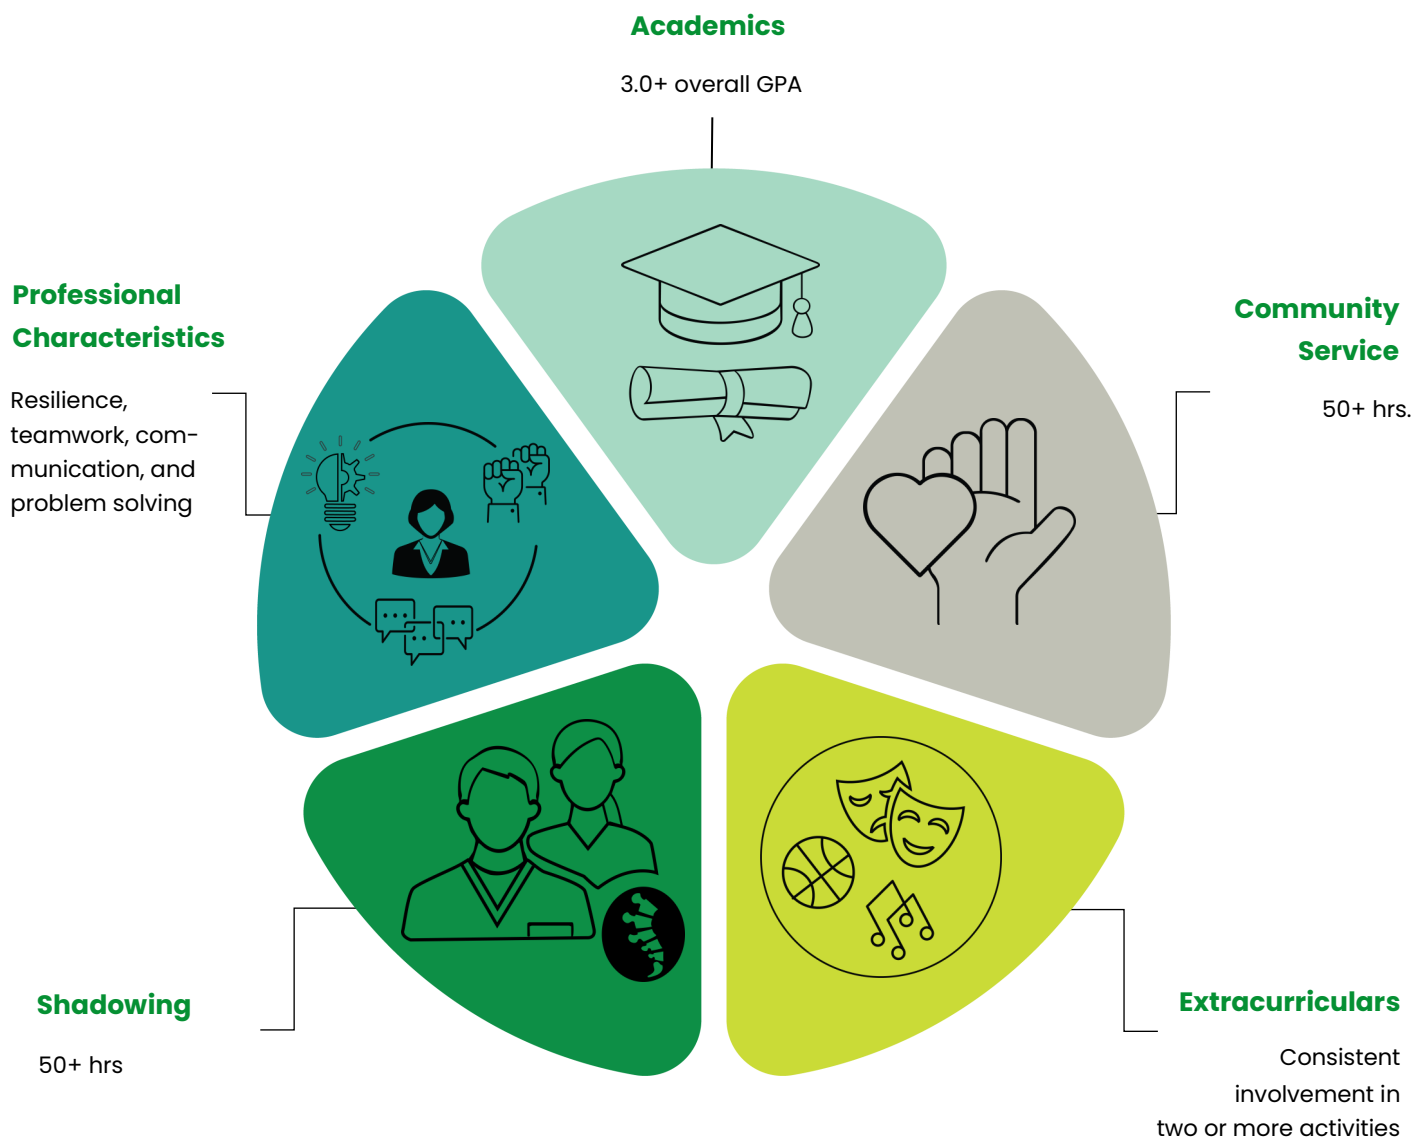 Academics
3.0+ overall GPA
Professional
Characteristics
Resilience,
teamwork, com-
munication, and
problem solving
Community
Service
50+ hrs.
Shadowing
50+ hrs
Extracurriculars
Consistent
involvement in
two or more activities